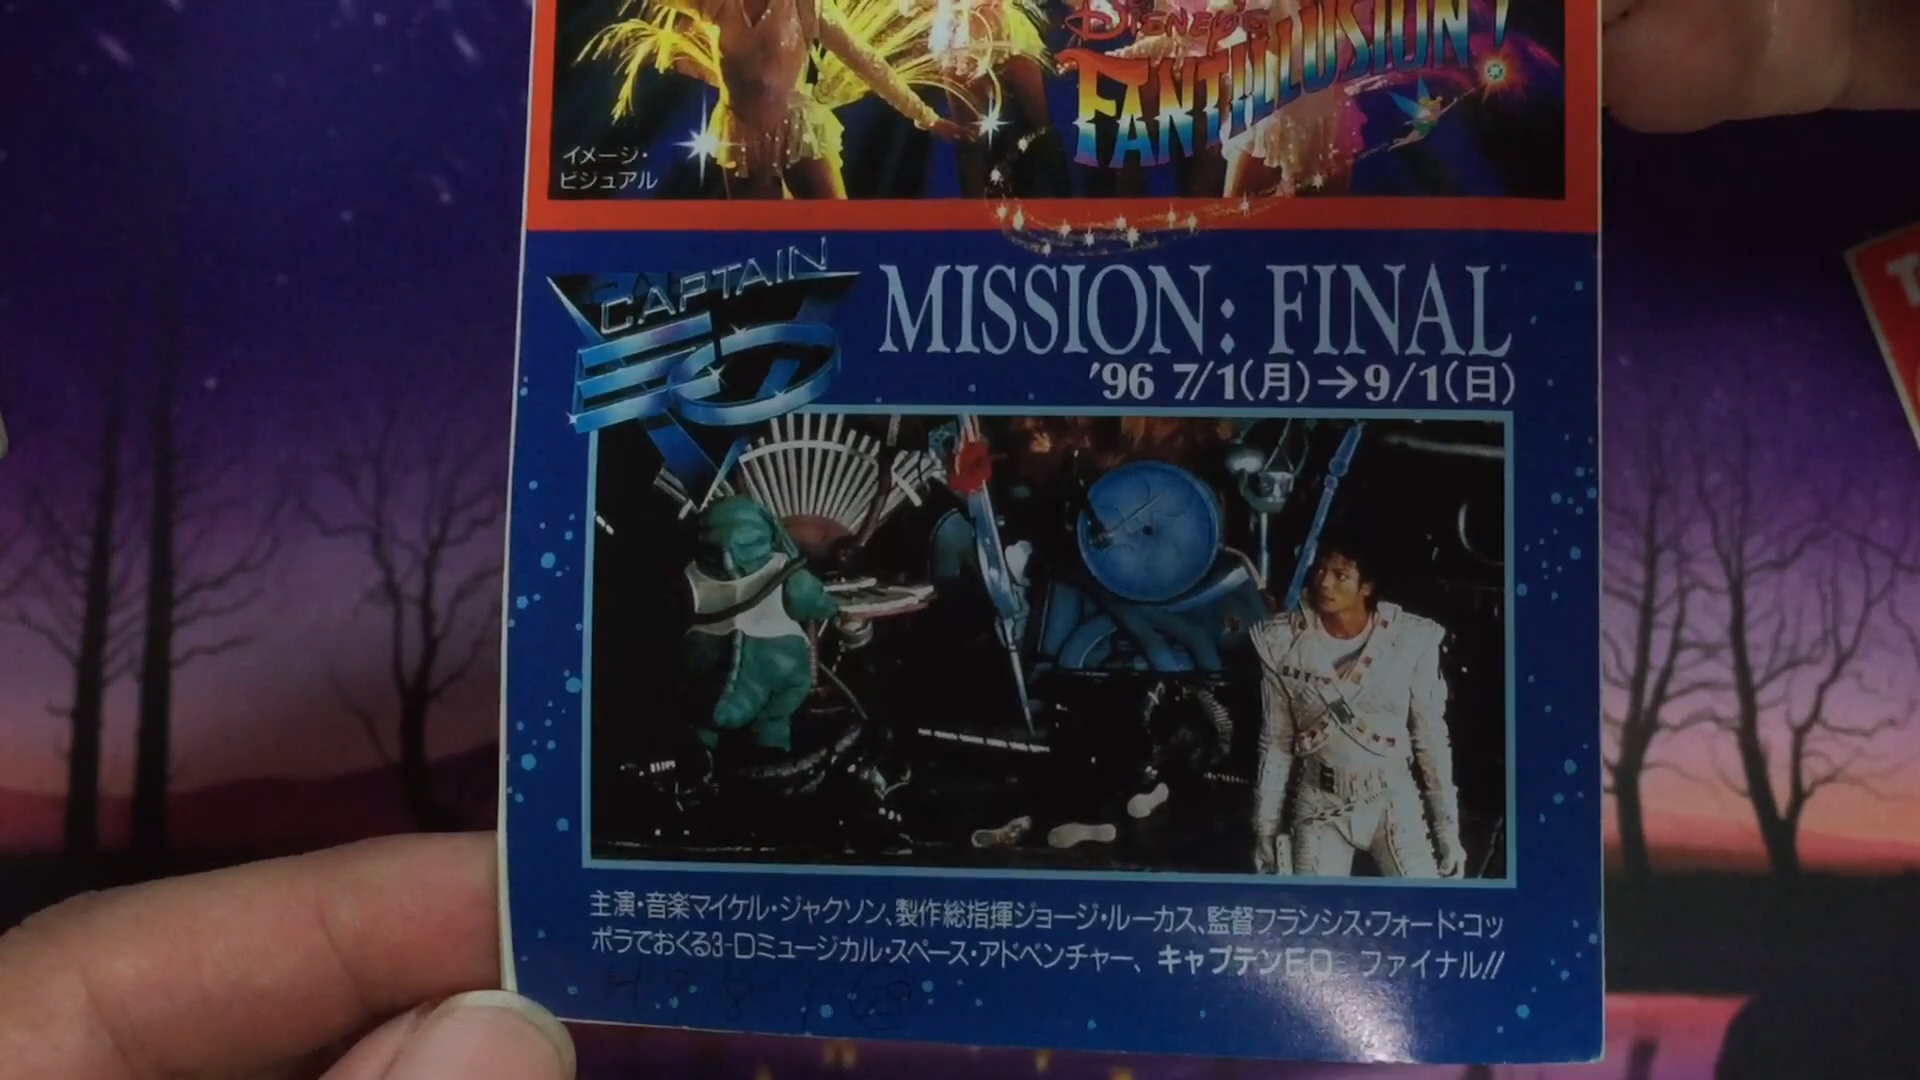 DISNEY'S
FANTILLUSION!
イメージ・
ビジュアル
CAPTAIN
EO
MISSION: FINAL
'96 7/1(月)→9/1(日)
主演・音楽マイケル・ジャクソン、製作総指揮ジョージ・ルーカス、監督フランシス・フォード・コッ
ポラでおくる3-Dミュージカル・スペース・アドベンチャー、キャプテンEO ファイナル!!